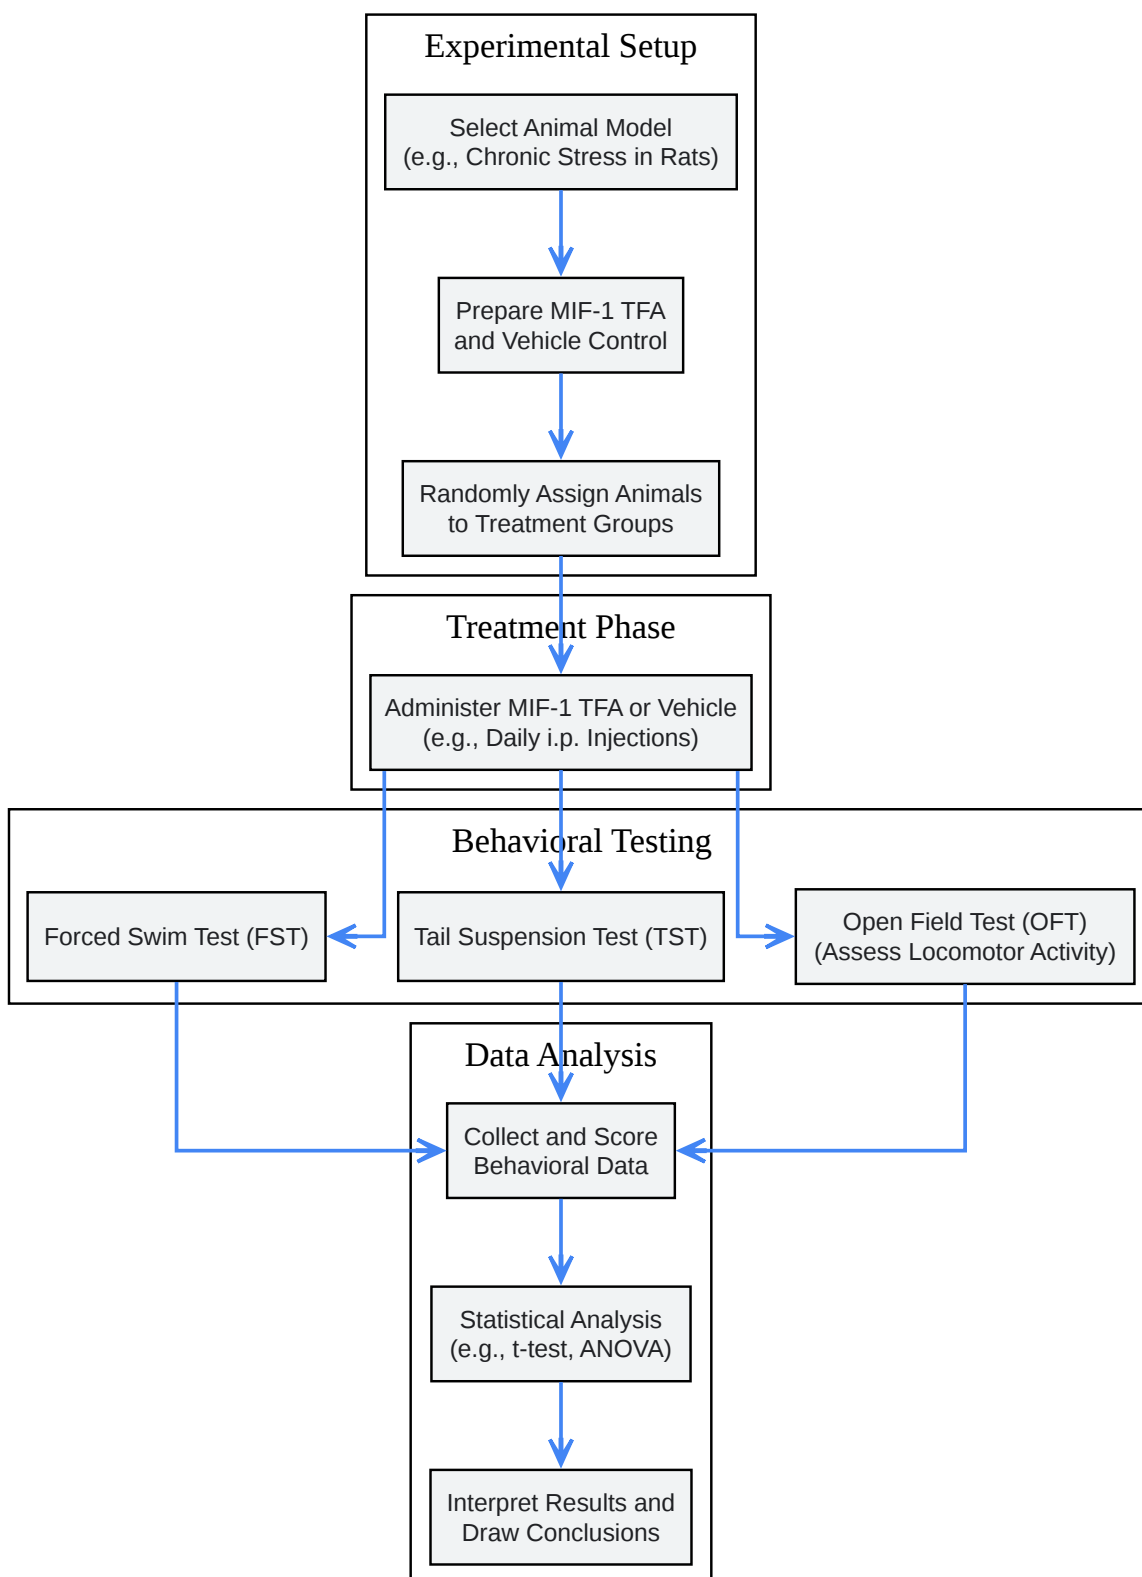 Experimental Setup
Select Animal Model
(e.g., Chronic Stress in Rats)
Prepare MIF-1 TFA
and Vehicle Control
Randomly Assign Animals
to Treatment Groups
Treatment Phase
Administer MIF-1 TFA or Vehicle
(e.g., Daily i.p. Injections)
Behavioral Testing
Forced Swim Test (FST)
Tail Suspension Test (TST)
Open Field Test (OFT)
(Assess Locomotor Activity)
Data Analysis
Collect and Score
Behavioral Data
Statistical Analysis
(e.g., t-test, ANOVA)
Interpret Results and
Draw Conclusions